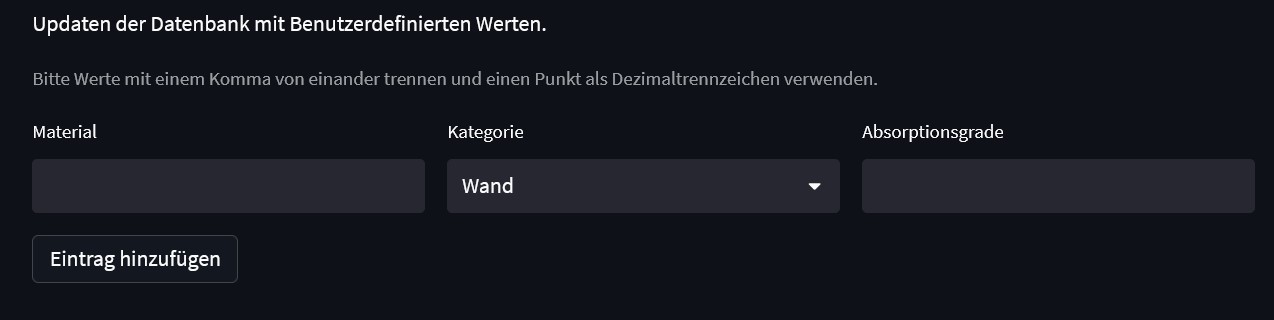 Updaten der Datenbank mit Benutzerdefinierten Werten.
Bitte Werte mit einem Komma von einander trennen und einen Punkt als Dezimaltrennzeichen verwenden.
Material
Kategorie
Absorptionsgrade
Wand
Eintrag hinzufügen